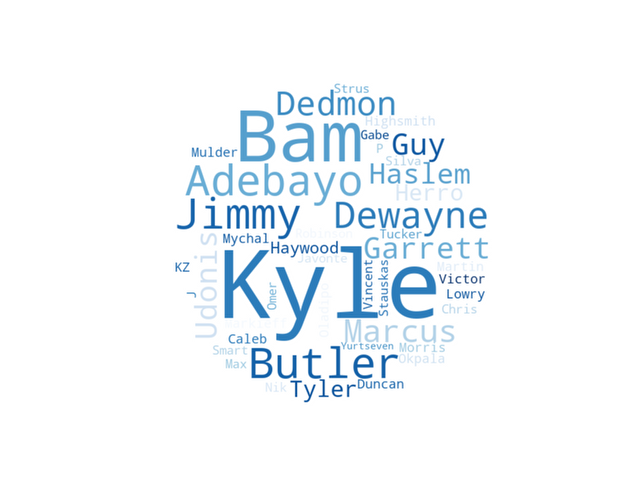 Strus
Dedmon
Highsmith
Bam
Gabe
Guy
P
Mulder
Silva
Adebayo
Haslem
Herro
Jimmy
Dewayne
Robinson
Tucker
Mychal
Haywood
Garrett
Udonis
Javonte
KZ
Kyle
Vincent
Stauskas
Martin
Victor
Omer
J
Lowry
Oladipo
Chris
Marcus
Caleb
Smart
Yurtseven
Morris
Max
Butler
Okpala
Nik
Tyler
Duncan